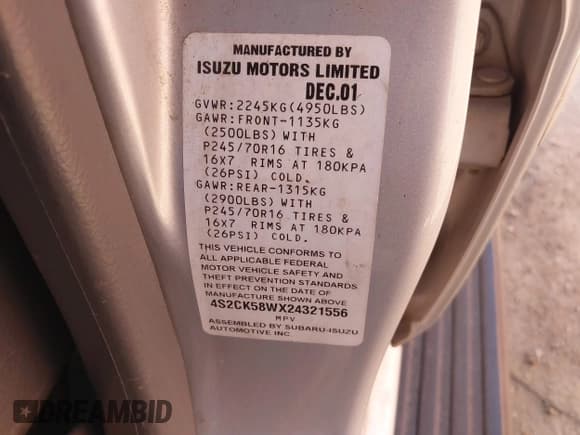 MANUFACTURED BY
ISUZU MOTORS LIMITED
DEC.01
GVWR:2245KG(4950LBS)
GAWR:FRONT-1135KG
(2500LBS) WITH
P245/70R16 TIRES &
16X7 RIMS AT 180KPA
(26PSI) COLD.
GAWR:REAR-1315KG
(2900LBS) WITH
P245/70R16 TIRES &
16X7 RIMS AT 180KPA
(26PSI) COLD.
THIS VEHICLE CONFORMS TO
ALL APPLICABLE FEDERAL
MOTOR VEHICLE SAFETY AND
THEFT PREVENTION STANDARDS
IN EFFECT ON THE DATE OF
MANUFACTURE SHOWN ABOVE
4S2CK58WX24321556
MPV
ASSEMBLED BY SUBARU-ISUZU
AUTOMOTIVE INC.
DREAMBID